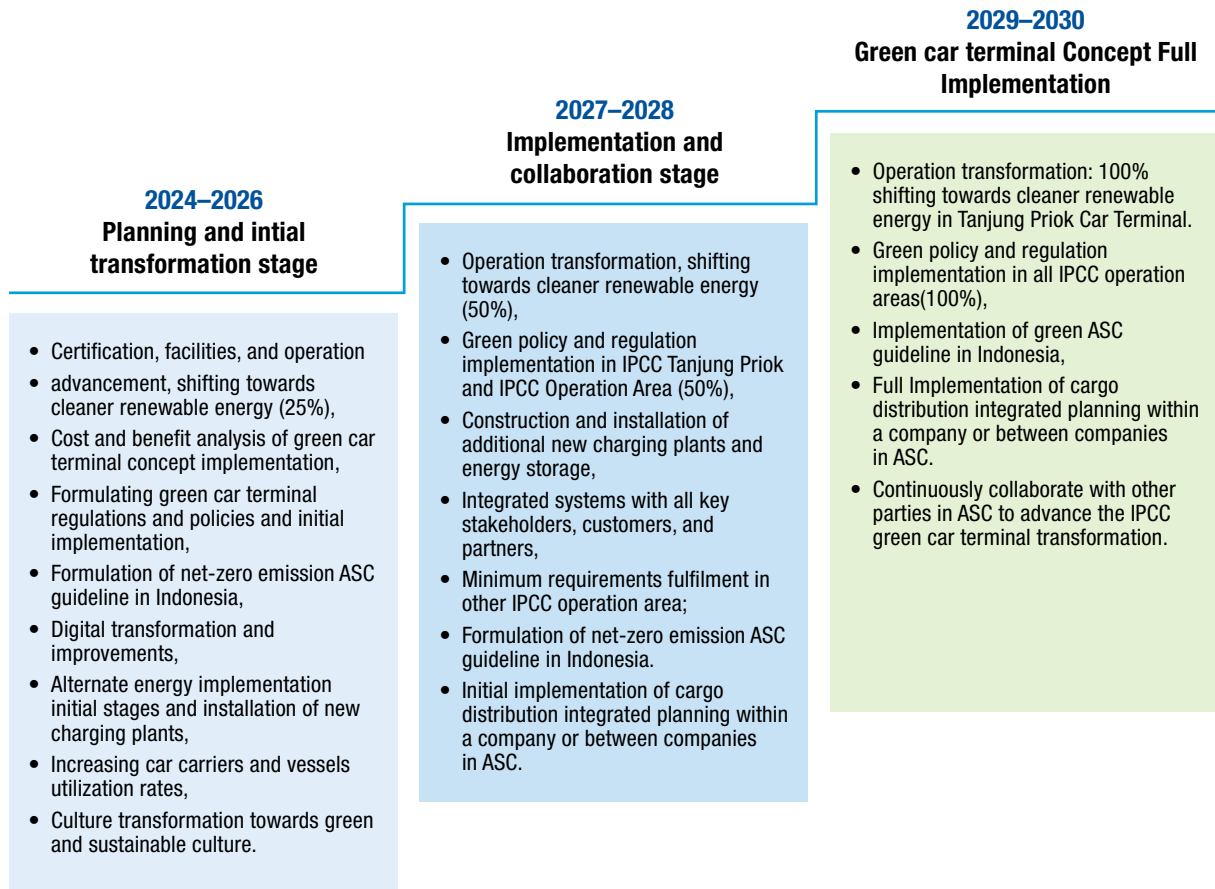 2024–2026
Planning and intial
transformation stage
• Certification, facilities, and operation
• advancement, shifting towards
cleaner renewable energy (25%),
• Cost and benefit analysis of green car
terminal concept implementation,
• Formulating green car terminal
regulations and policies and initial
implementation,
• Formulation of net-zero emission ASC
guideline in Indonesia,
• Digital transformation and
improvements,
• Alternate energy implementation
initial stages and installation of new
charging plants,
• Increasing car carriers and vessels
utilization rates,
• Culture transformation towards green
and sustainable culture.
2027–2028
Implementation and
collaboration stage
• Operation transformation, shifting
towards cleaner renewable energy
(50%),
• Green policy and regulation
implementation in IPCC Tanjung Priok
and IPCC Operation Area (50%),
• Construction and installation of
additional new charging plants and
energy storage,
• Integrated systems with all key
stakeholders, customers, and
partners,
• Minimum requirements fulfilment in
other IPCC operation area;
• Formulation of net-zero emission ASC
guideline in Indonesia.
• Initial implementation of cargo
distribution integrated planning within
a company or between companies
in ASC.
2029–2030
Green car terminal Concept Full
Implementation
• Operation transformation: 100%
shifting towards cleaner renewable
energy in Tanjung Priok Car Terminal.
• Green policy and regulation
implementation in all IPCC operation
areas(100%),
• Implementation of green ASC
guideline in Indonesia,
• Full Implementation of cargo
distribution integrated planning within
a company or between companies
in ASC.
• Continuously collaborate with other
parties in ASC to advance the IPCC
green car terminal transformation.